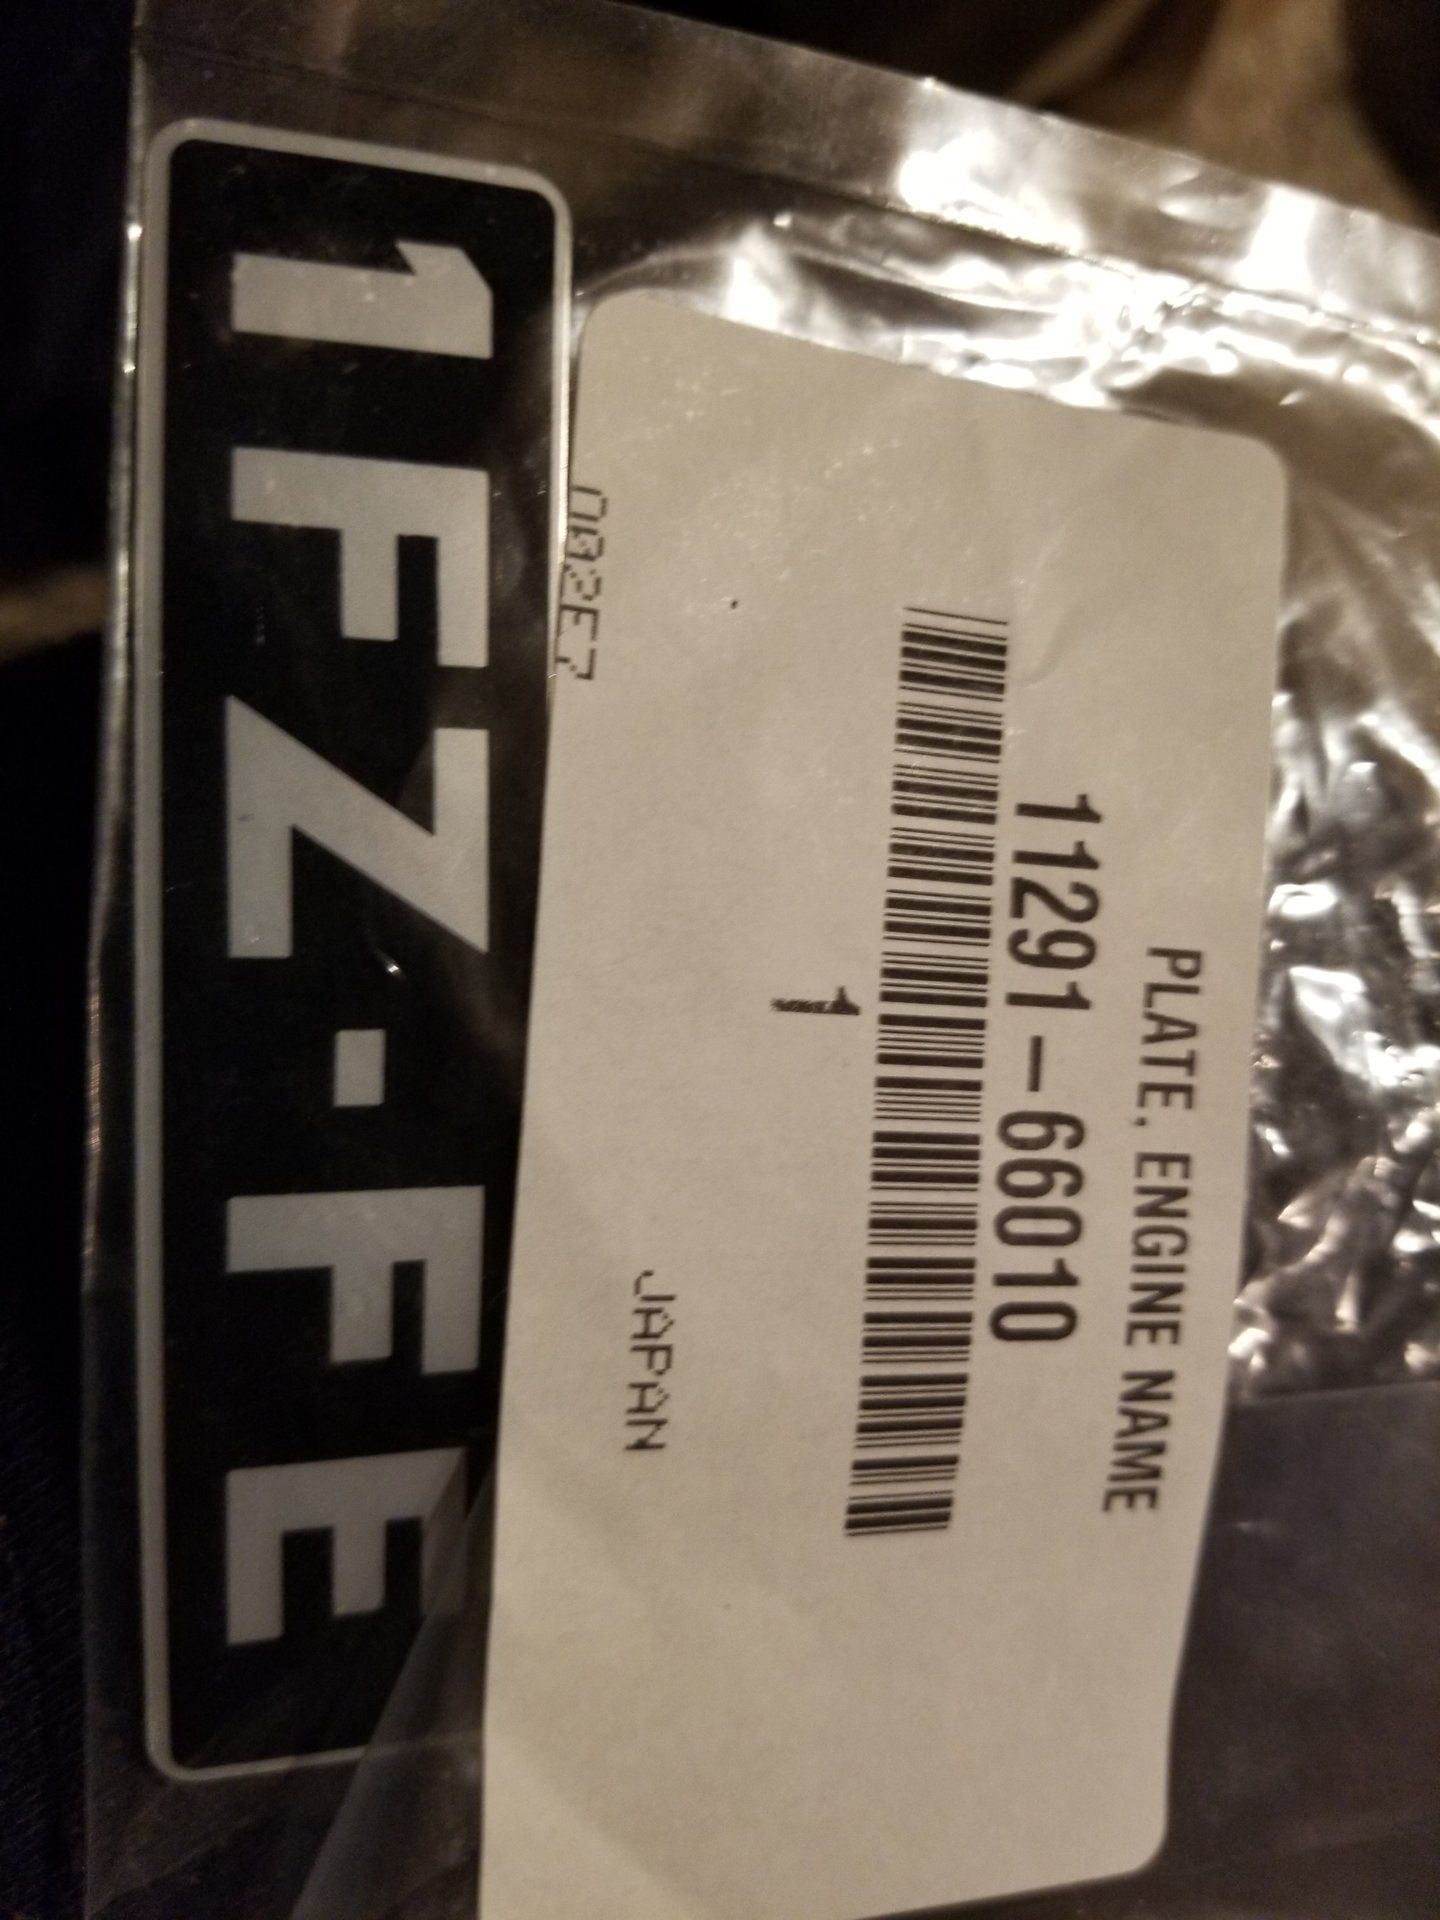 PLATE, ENGINE NAME
11291-66010
1
JAPAN
1FZ-FE